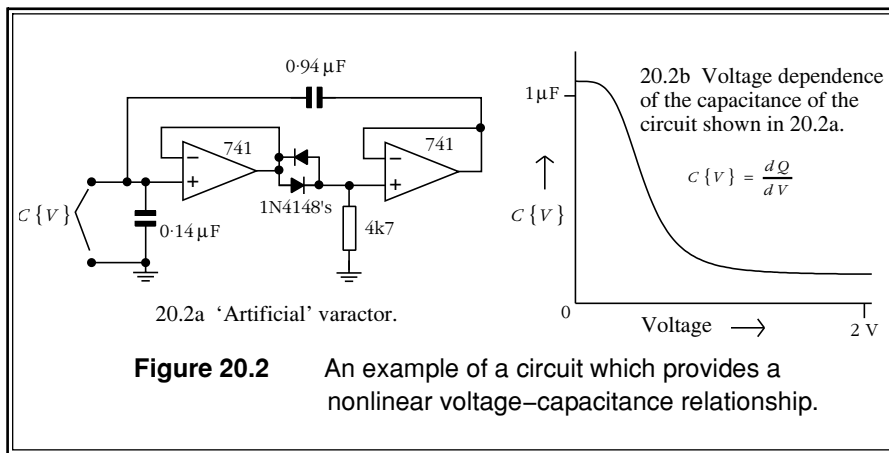 0·94 µF
741
741
−
+
−
+
1N4148's
C {V}
0·14 µF
4k7
20.2a ‘Artificial’ varactor.
20.2b Voltage dependence
of the capacitance of the
circuit shown in 20.2a.
C {V} = dQ / dV
1 µF
C {V}
0
Voltage
2 V
Figure 20.2 An example of a circuit which provides a
nonlinear voltage−capacitance relationship.